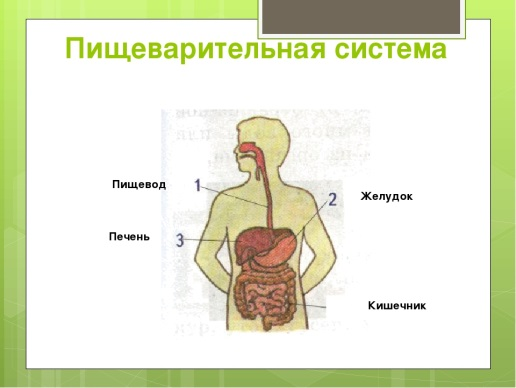 Пищеварительная система
Пищевод
1
2
Желудок
Печень
3
Кишечник